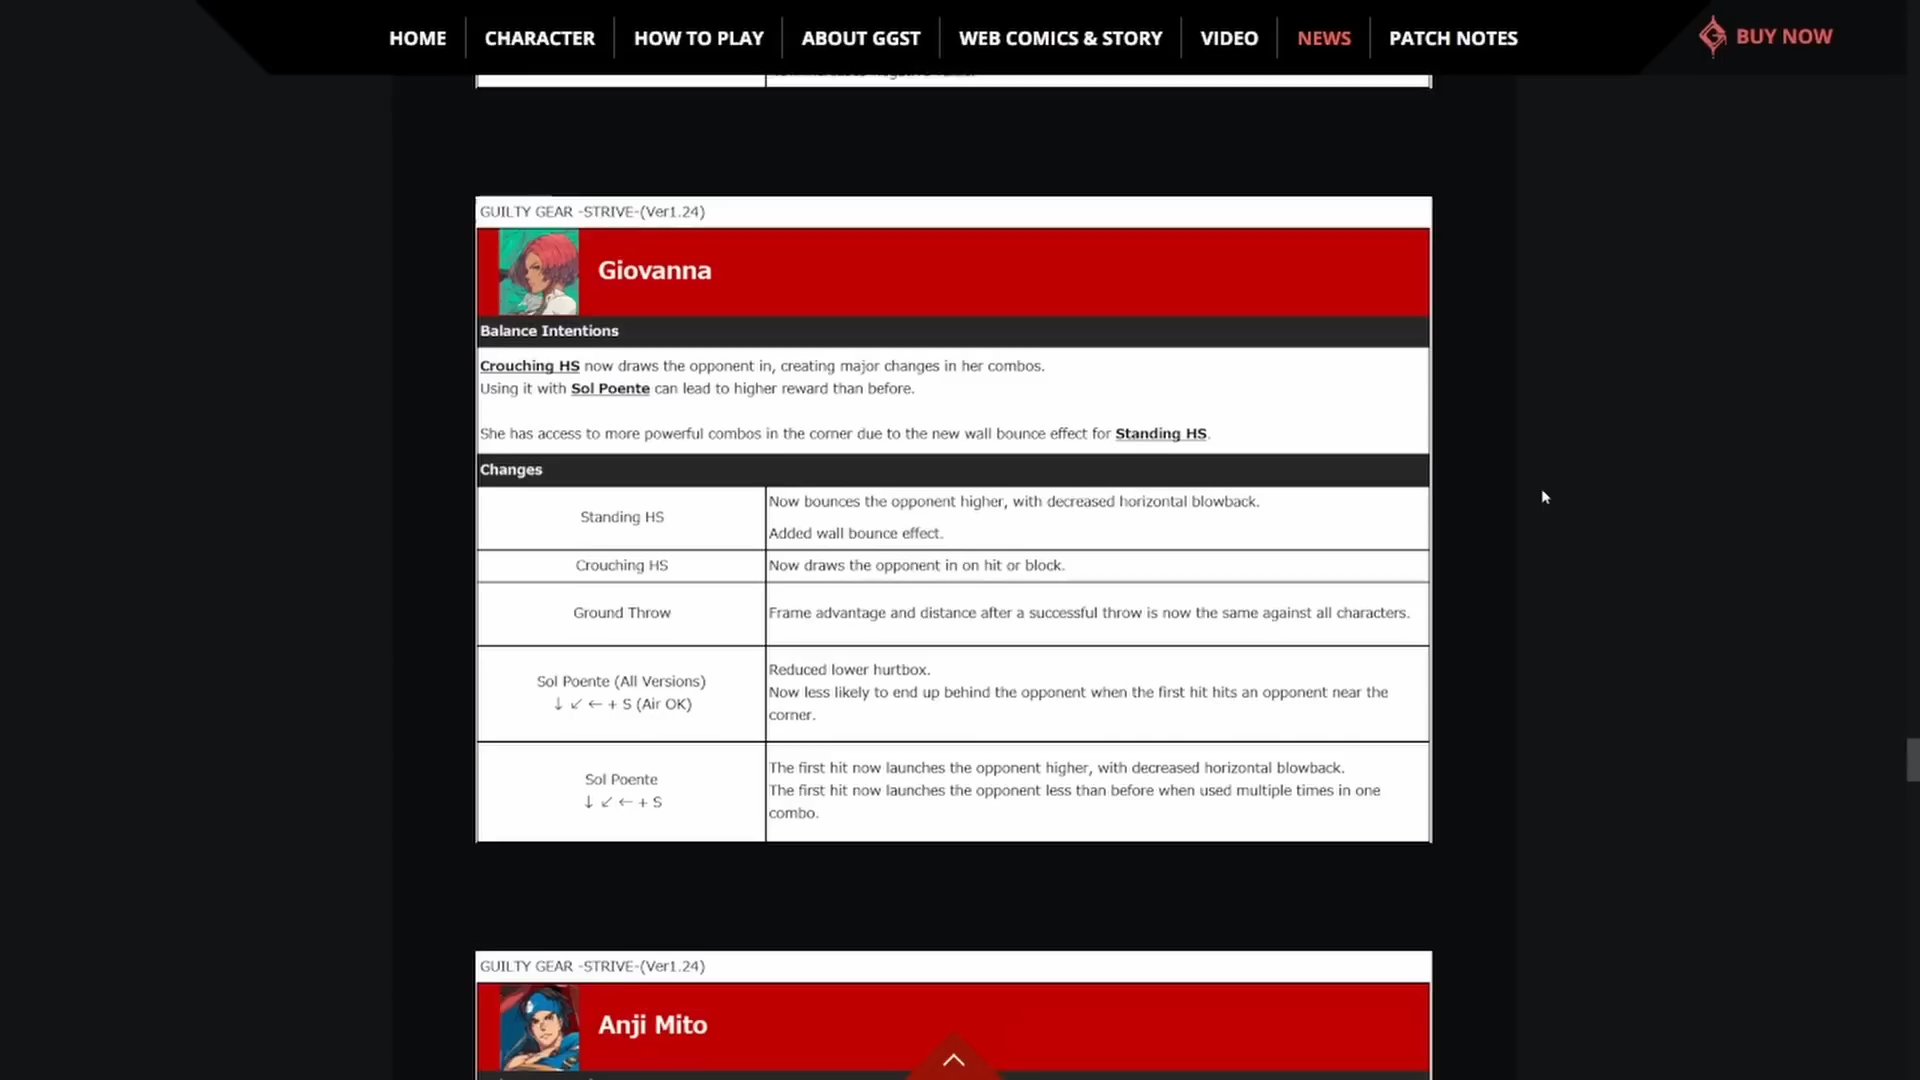 HOME
CHARACTER
HOW TO PLAY
ABOUT GGST
WEB COMICS & STORY
VIDEO
NEWS
PATCH NOTES
BUY NOW
GUILTY GEAR -STRIVE-(Ver1.24)
Giovanna
Balance Intentions
Crouching HS now draws the opponent in, creating major changes in her combos.
Using it with Sol Poente can lead to higher reward than before.
She has access to more powerful combos in the corner due to the new wall bounce effect for Standing HS.
Changes
Standing HS
Now bounces the opponent higher, with decreased horizontal blowback.
Added wall bounce effect.
Crouching HS
Now draws the opponent in on hit or block.
Ground Throw
Frame advantage and distance after a successful throw is now the same against all characters.
Sol Poente (All Versions)
↓ ↙ ← + S (Air OK)
Reduced lower hurtbox.
Now less likely to end up behind the opponent when the first hit hits an opponent near the
corner.
Sol Poente
↓ ↙ ← + S
The first hit now launches the opponent higher, with decreased horizontal blowback.
The first hit now launches the opponent less than before when used multiple times in one
combo.
GUILTY GEAR -STRIVE-(Ver1.24)
Anji Mito